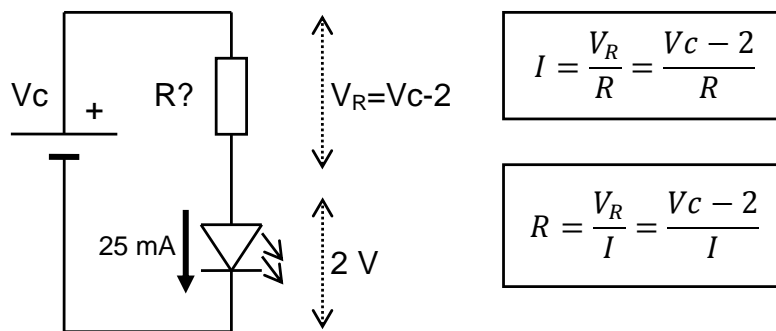 Vc
+
R?
V_R=Vc-2
25 mA
2 V
I = V_R/R = (Vc − 2)/R
R = V_R/I = (Vc − 2)/I